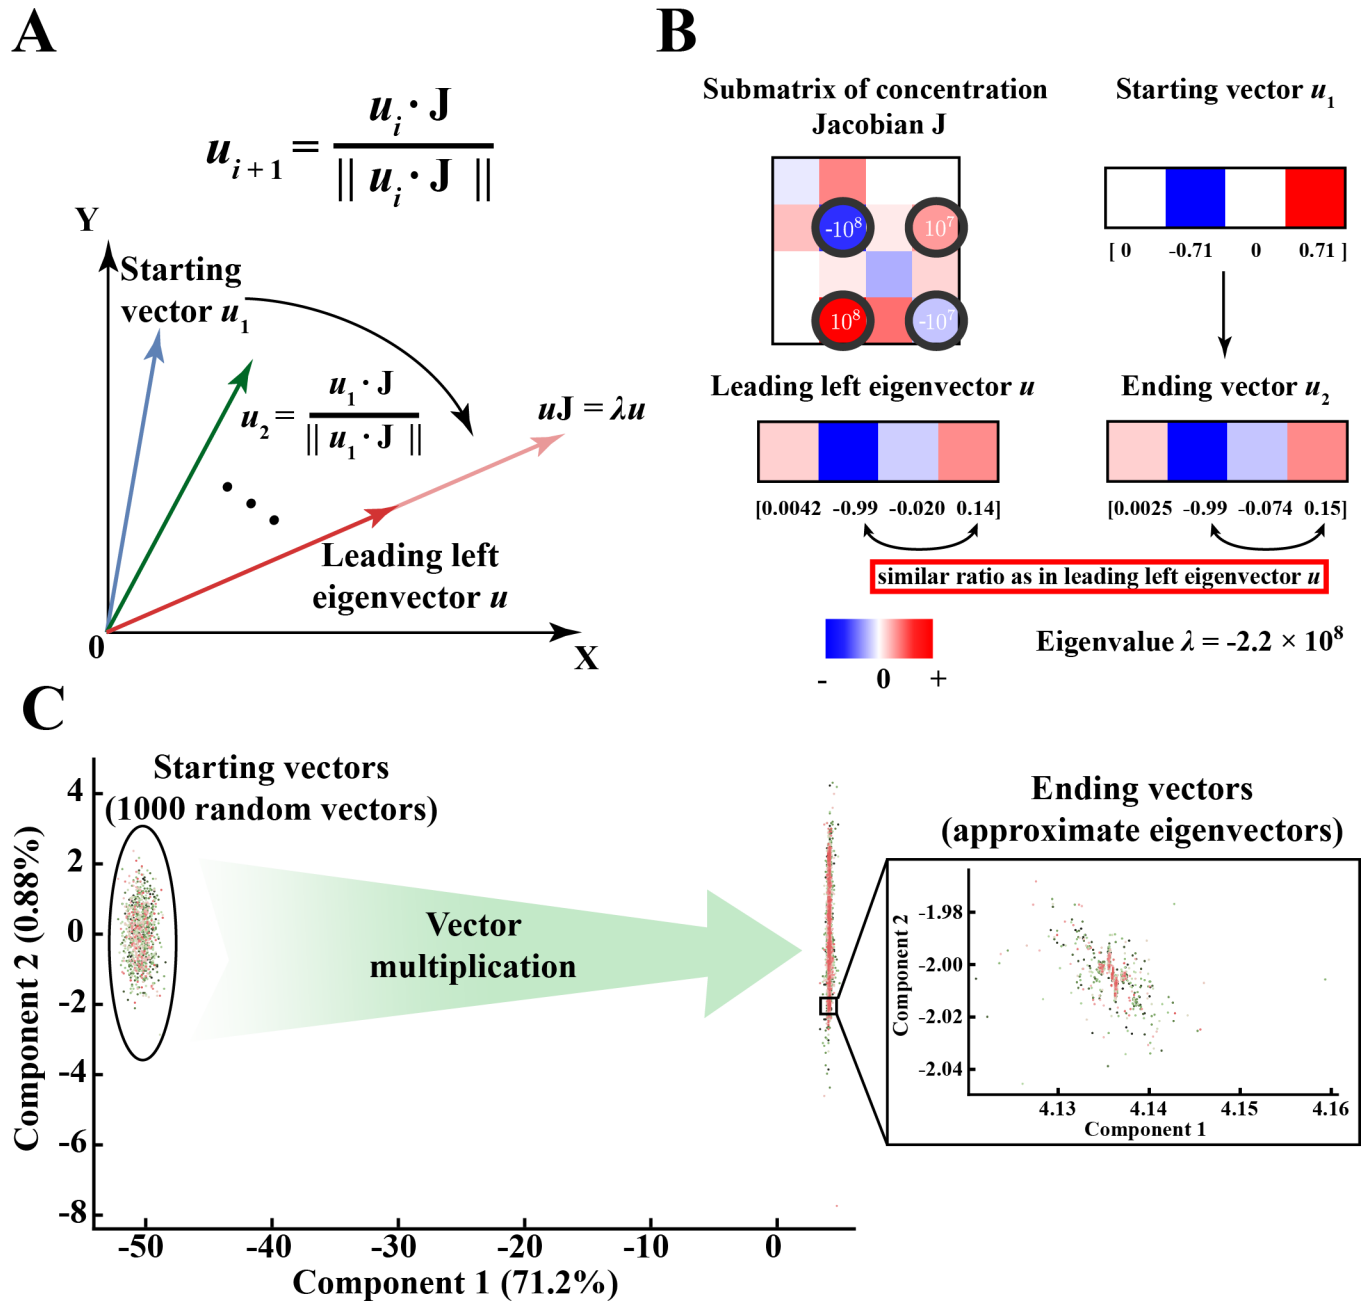 A
u_{i+1} = \frac{u_i · J}{|| u_i · J ||}
Y
Starting
vector u_1
u_2 = \frac{u_1 · J}{|| u_1 · J ||}
uJ = λu
Leading left
eigenvector u
0
X
B
Submatrix of concentration
Jacobian J
-10^8
10^7
10^8
-10^7
Starting vector u_1
[ 0 -0.71 0 0.71 ]
Leading left eigenvector u
[0.0042 -0.99 -0.020 0.14]
Ending vector u_2
[0.0025 -0.99 -0.074 0.15]
similar ratio as in leading left eigenvector u
- 0 +
Eigenvalue λ = -2.2 × 10^8
C
Starting vectors
(1000 random vectors)
Vector
multiplication
Ending vectors
(approximate eigenvectors)
Component 2 (0.88%)
4
2
0
-2
-4
-6
-8
-50 -40 -30 -20 -10 0
Component 1 (71.2%)
Component 2
-1.98
-2.00
-2.02
-2.04
4.13 4.14 4.15 4.16
Component 1